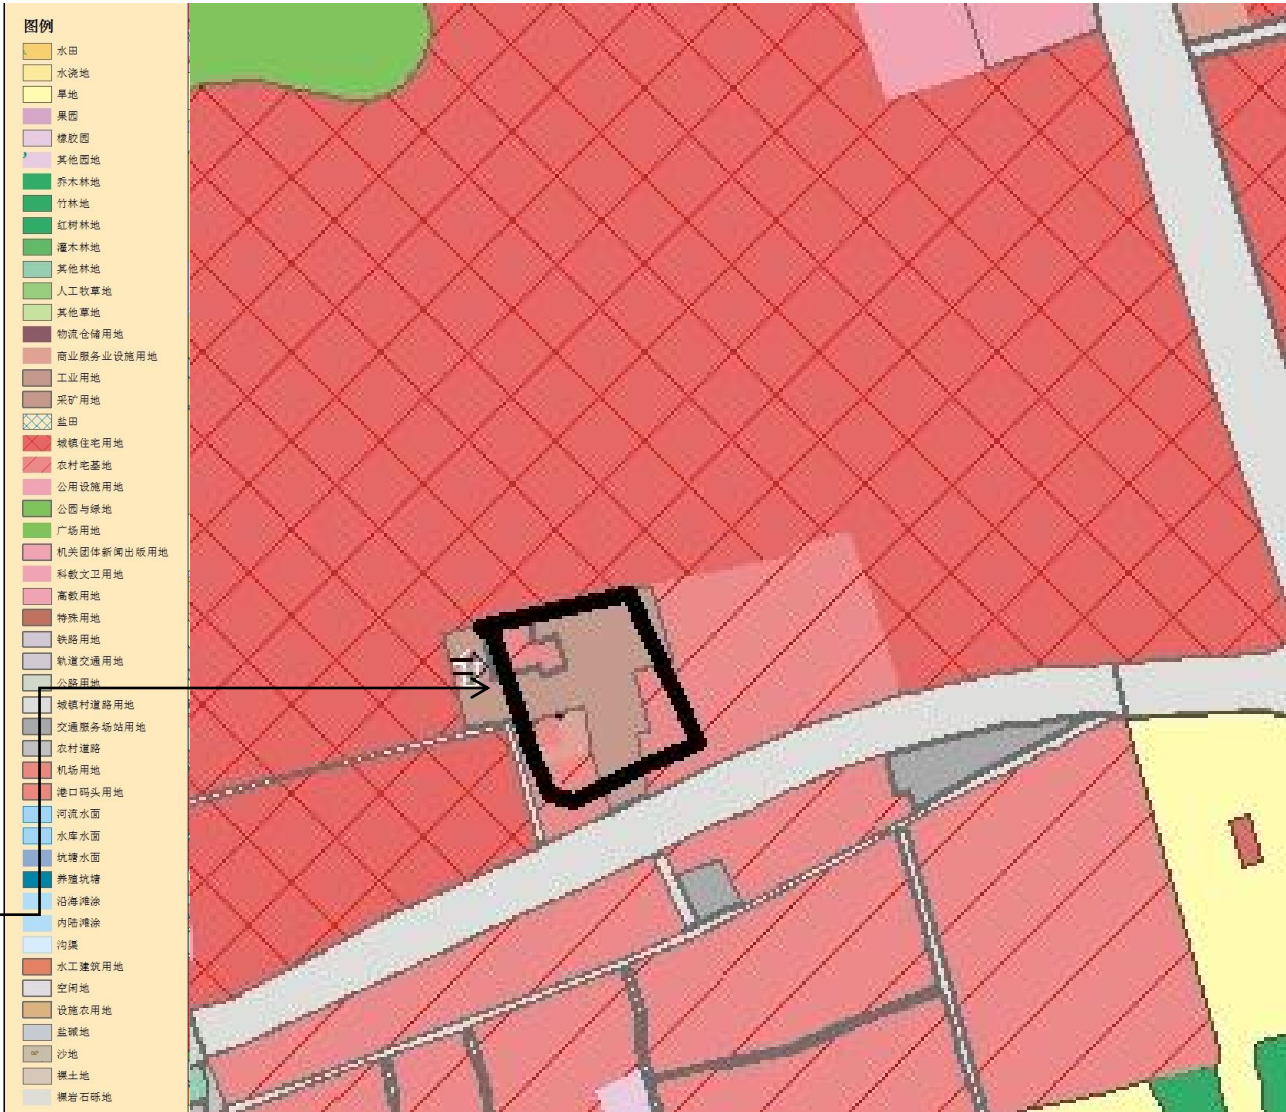 图例
水田
水浇地
旱地
果园
橡胶园
其他园地
乔木林地
竹林地
红树林地
灌木林地
其他林地
人工牧草地
其他草地
物流仓储用地
商业服务业设施用地
工业用地
采矿用地
盐田
城镇住宅用地
农村宅基地
公用设施用地
公园与绿地
广场用地
机关团体新闻出版用地
科教文卫用地
高教用地
特殊用地
铁路用地
轨道交通用地
公路用地
城镇村道路用地
交通服务场站用地
农村道路
机场用地
港口码头用地
河流水面
水库水面
坑塘水面
养殖坑塘
沿海滩涂
内陆滩涂
沟渠
水工建筑用地
空闲地
设施农用地
盐碱地
沙地
裸土地
裸岩石砾地